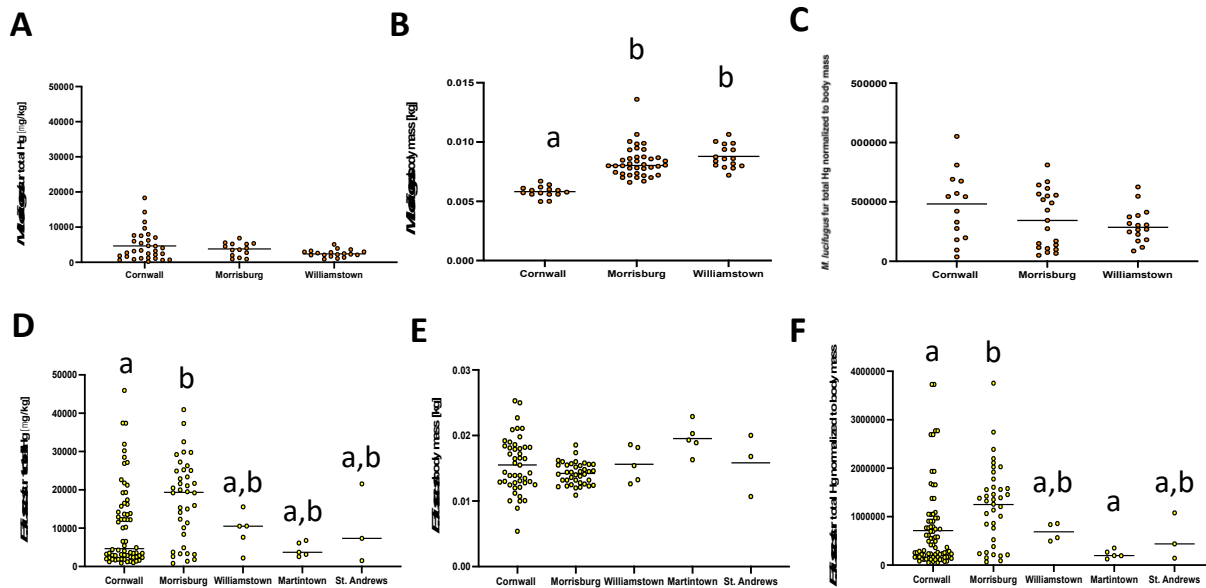 A
fur total Hg [mg/kg]
50000
40000
30000
20000
10000
0
Cornwall
Morrisburg
Williamstown
B
body mass [kg]
0.015
0.010
0.005
0.000
a
b
b
Cornwall
Morrisburg
Williamstown
C
M. lucifugus fur total Hg normalized to body mass
500000
000000
500000
0
Cornwall
Morrisburg
Williamstown
D
Hg [mg/kg]
50000
40000
30000
20000
10000
0
a
b
a,b
a,b
a,b
Cornwall
Morrisburg
Williamstown
Martintown
St. Andrews
E
body mass [kg]
0.03
0.02
0.01
0.00
Cornwall
Morrisburg
Williamstown
Martintown
St. Andrews
F
fur total Hg normalized to body mass
4000000
3000000
2000000
1000000
0
a
b
a,b
a
a,b
Cornwall
Morrisburg
Williamstown
Martintown
St. Andrews